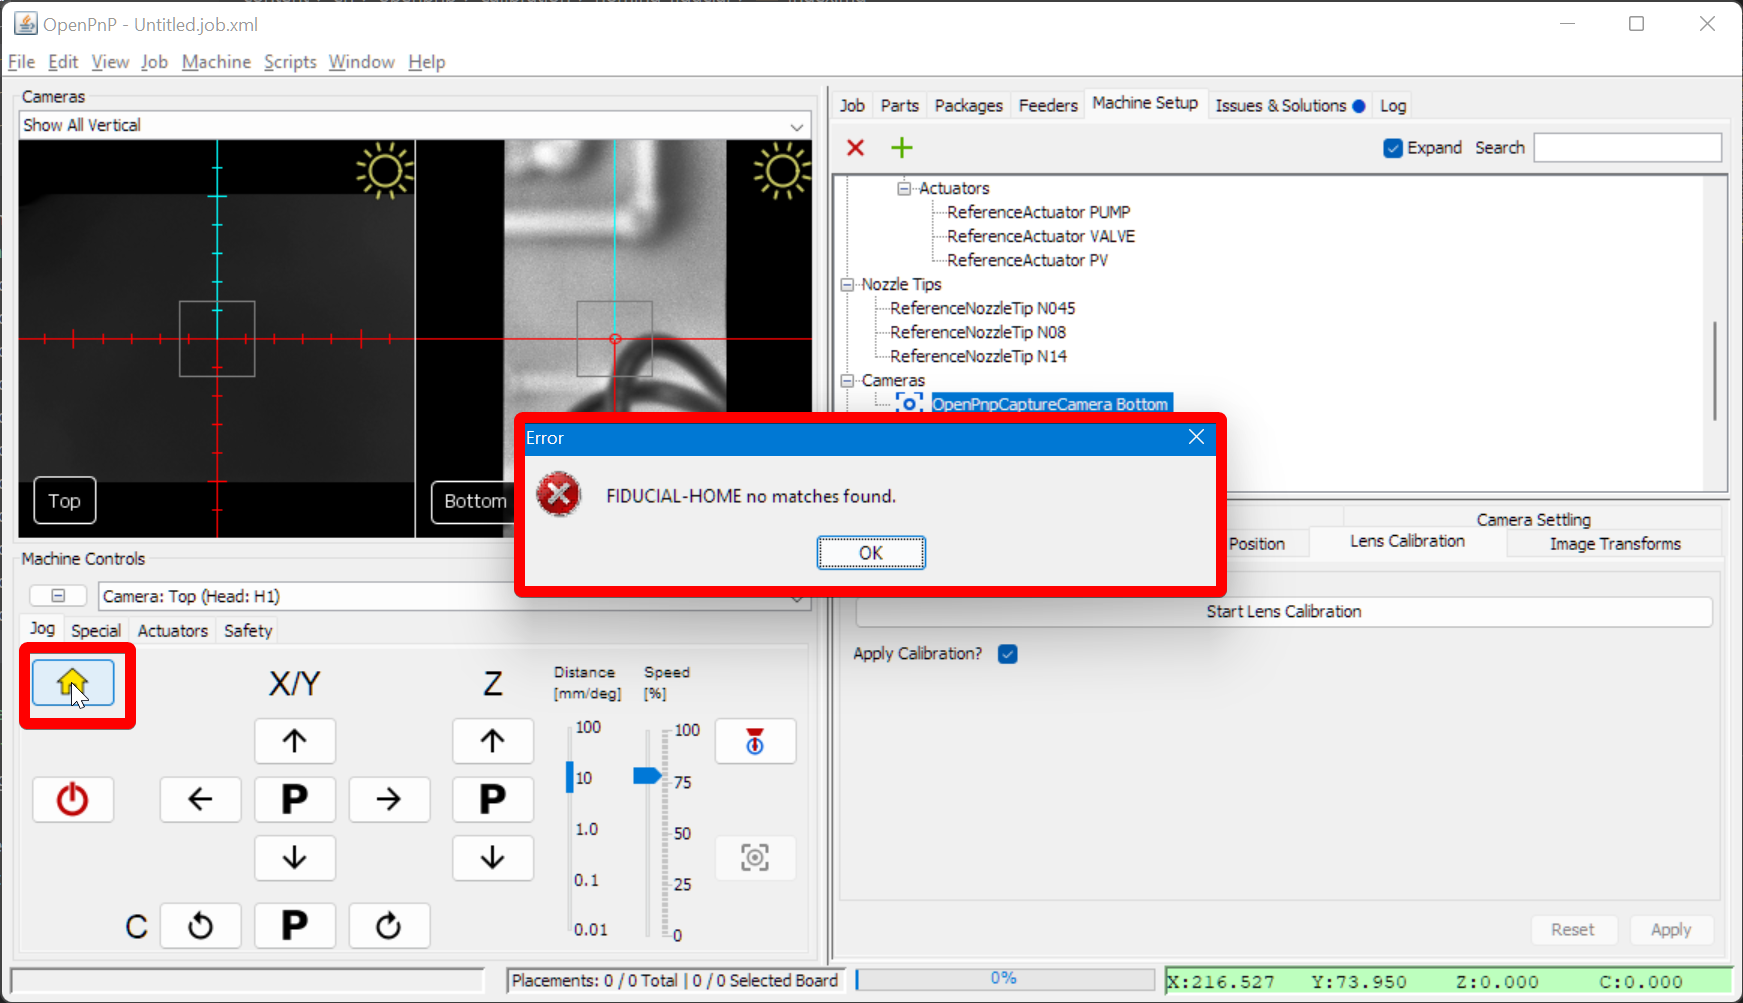 OpenPnP - Untitled.job.xml
File Edit View Job Machine Scripts Window Help
Cameras
Show All Vertical
Top
Bottom
Job Parts Packages Feeders Machine Setup Issues & Solutions Log
Expand Search
Actuators
ReferenceActuator PUMP
ReferenceActuator VALVE
ReferenceActuator PV
Nozzle Tips
ReferenceNozzleTip N045
ReferenceNozzleTip N08
ReferenceNozzleTip N14
Cameras
OpenPnpCaptureCamera Bottom
Error
FIDUCIAL-HOME no matches found.
OK
Camera Settling
Position Lens Calibration Image Transforms
Start Lens Calibration
Apply Calibration?
Reset Apply
Machine Controls
Camera: Top (Head: H1)
Jog Special Actuators Safety
X/Y Z
Distance Speed
[mm/deg] [%]
100 100
P P 10 75
1.0 50
0.1 25
C P 0.01 0
Placements: 0 / 0 Total | 0 / 0 Selected Board 0% X:216.527 Y:73.950 Z:0.000 C:0.000